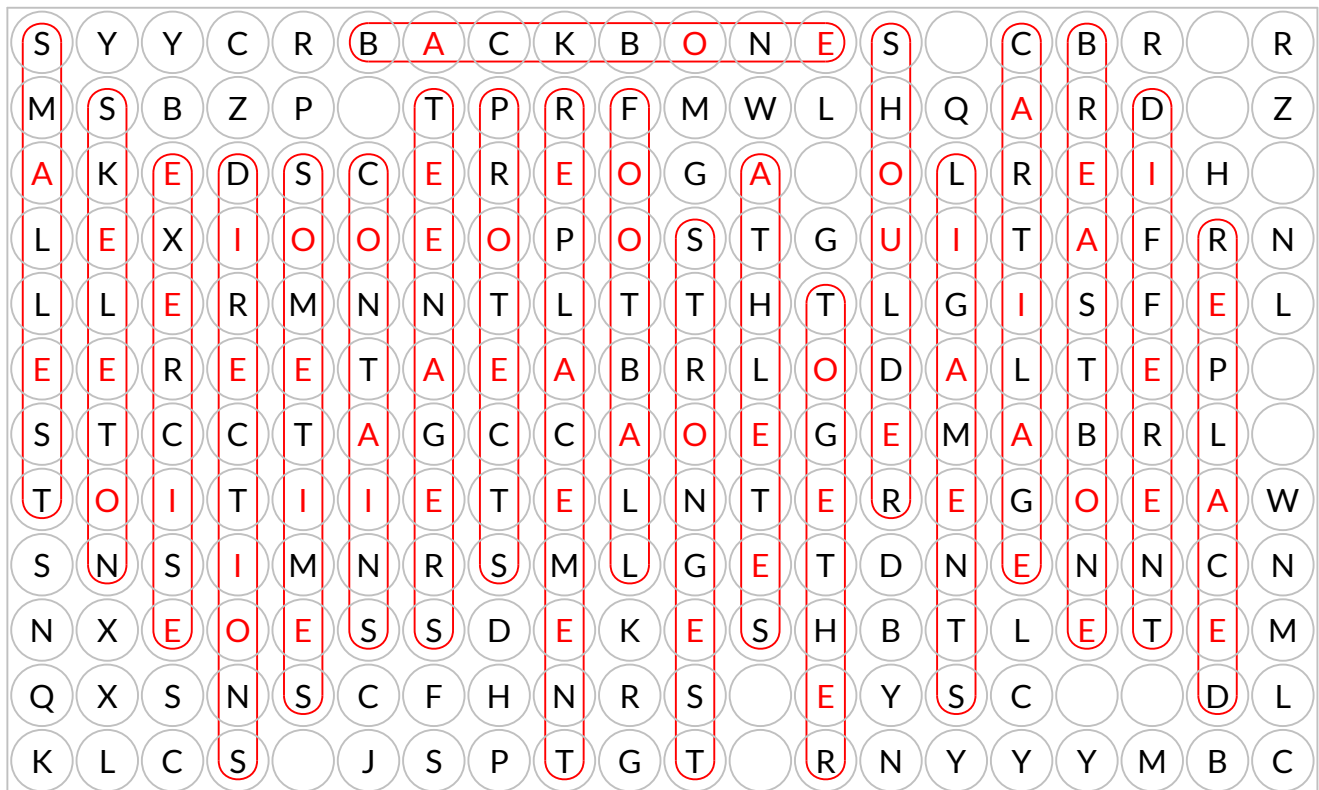 S Y Y C R B A C K B O N E S C B R R
M S B Z P T P R F M W L H Q A R D Z
A K E D S C E R E O G A O L R E I H
L E X I O O E O P O S T G U I T A F R N
L L E R M N N T L T T H T L G I S F E L
E E R E E T A E A B R L O D A L T E P
S T C C T A G C C A O E G E M A B R L
T O I T I I E T E L N T E R E G O E A W
S N S I M N R S M L G E T D N E N N C N
N X E O E S S D E K E S H B T L E T E M
Q X S N S C F H N R S E Y S C D L
K L C S J S P T G T R N Y Y Y M B C